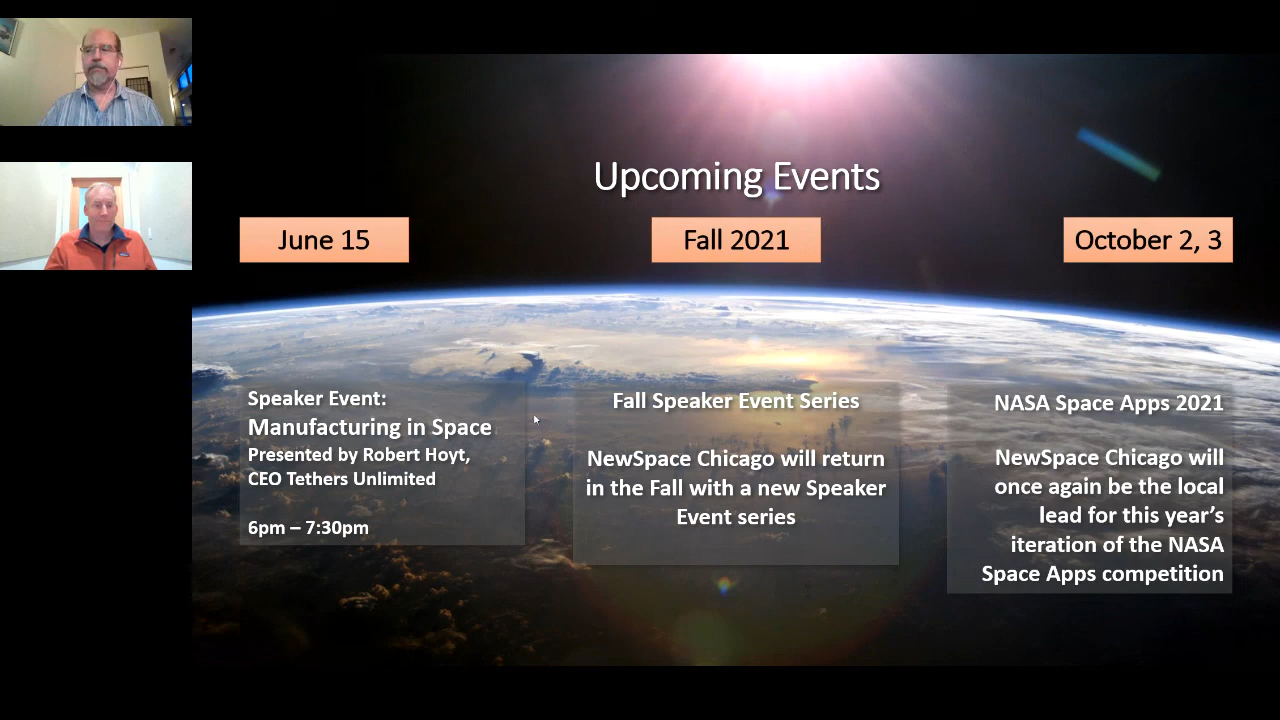 Upcoming Events
June 15
Fall 2021
October 2, 3
Speaker Event:
Manufacturing in Space
Presented by Robert Hoyt,
CEO Tethers Unlimited
6pm – 7:30pm
Fall Speaker Event Series
NewSpace Chicago will return
in the Fall with a new Speaker
Event series
NASA Space Apps 2021
NewSpace Chicago will
once again be the local
lead for this year’s
iteration of the NASA
Space Apps competition